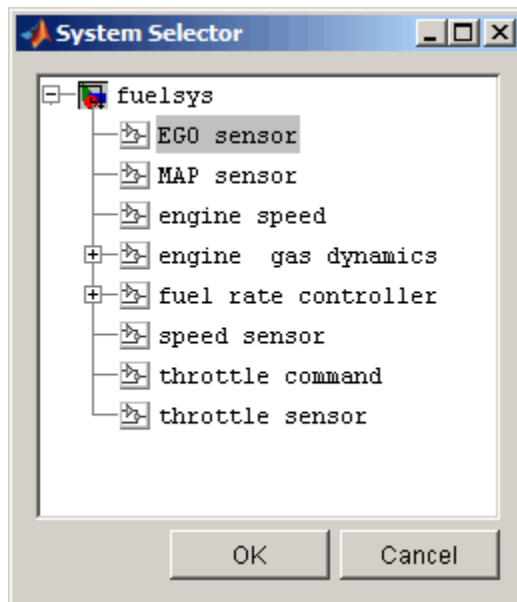 System Selector
fuelsys
EGO sensor
MAP sensor
engine speed
engine  gas dynamics
fuel rate controller
speed sensor
throttle command
throttle sensor
OK
Cancel